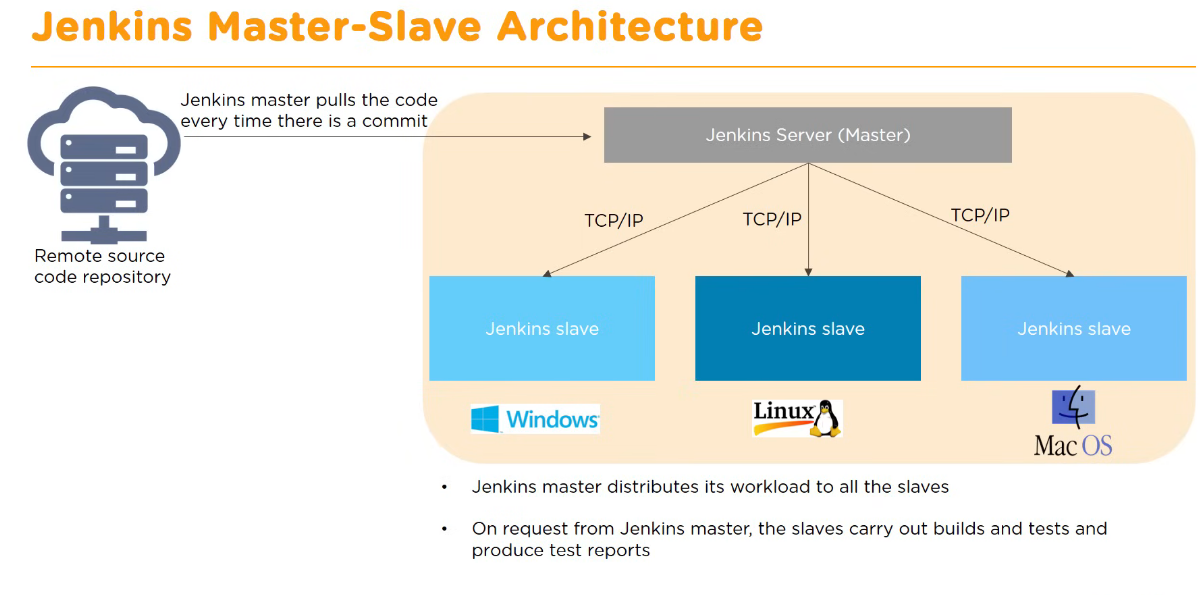 Jenkins Master-Slave Architecture
Jenkins master pulls the code
every time there is a commit
Jenkins Server (Master)
TCP/IP
TCP/IP
TCP/IP
Remote source
code repository
Jenkins slave
Jenkins slave
Jenkins slave
Windows
Linux
Mac OS
• Jenkins master distributes its workload to all the slaves
• On request from Jenkins master, the slaves carry out builds and tests and
produce test reports